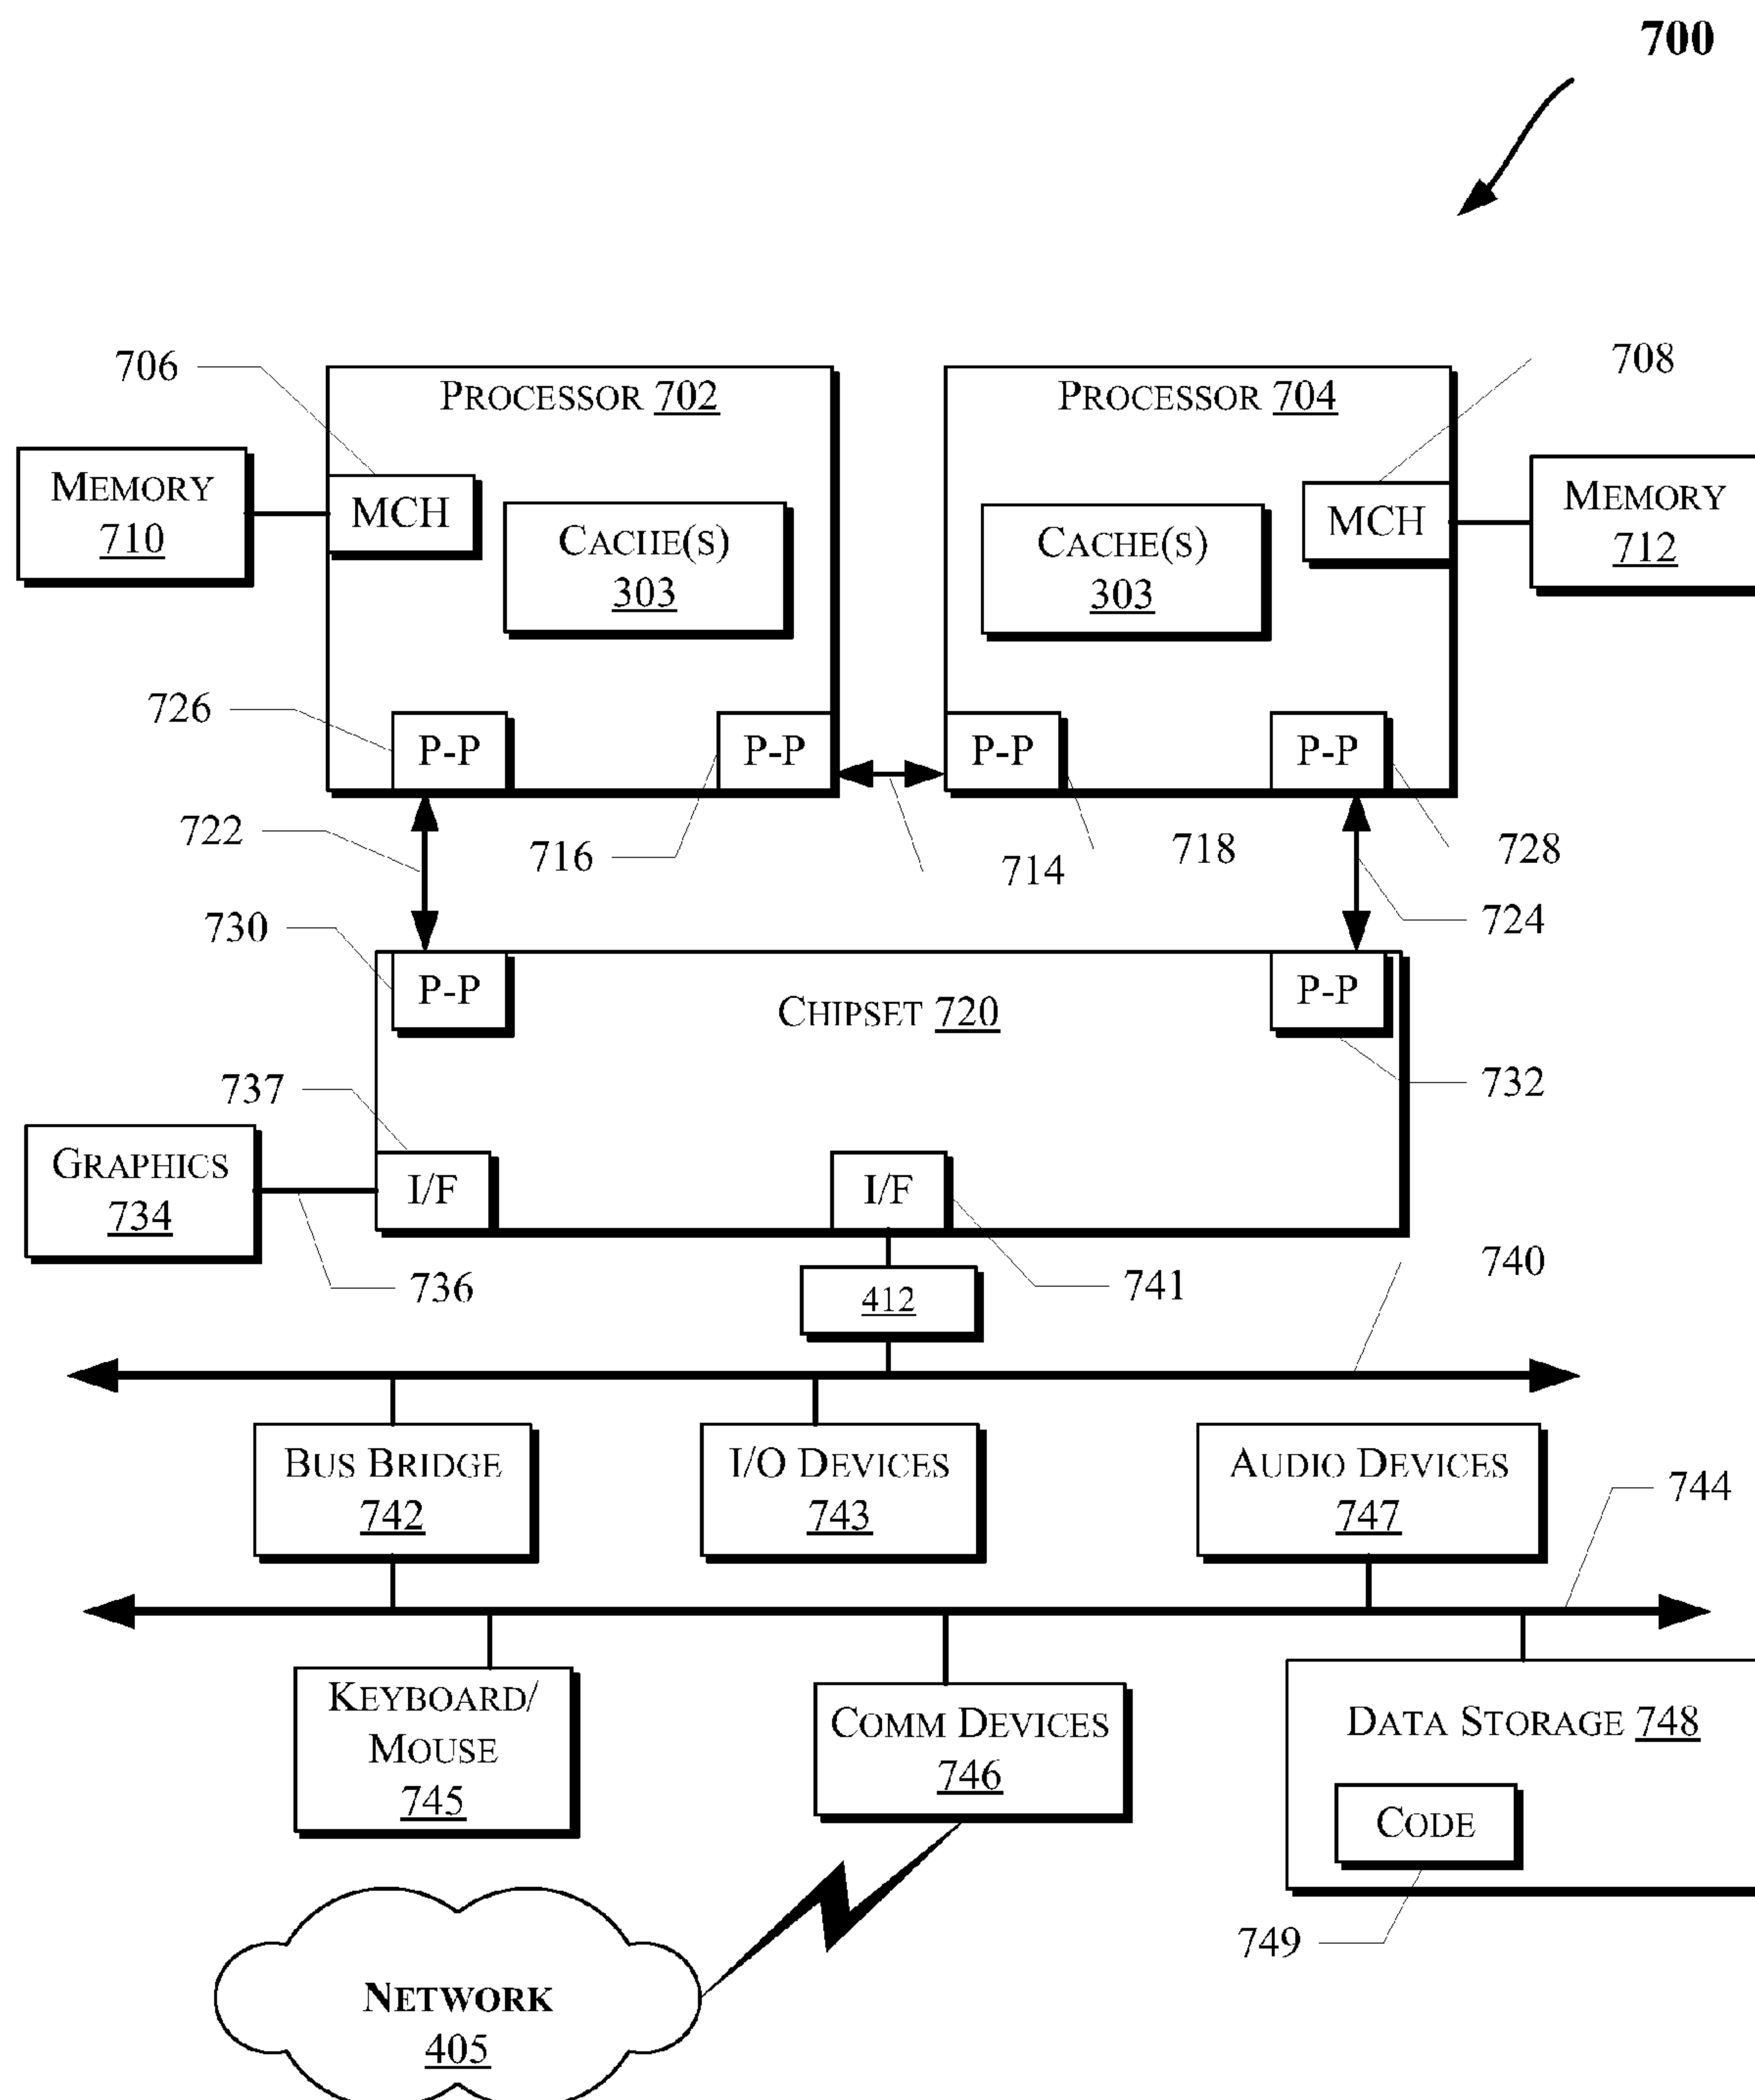 700
706
708
PROCESSOR 702
PROCESSOR 704
MEMORY
710
MCH
CACHE(S)
303
CACHE(S)
303
MCH
MEMORY
712
726
P-P
P-P
P-P
P-P
722
716
714
718
728
730
724
P-P
CHIPSET 720
P-P
737
732
GRAPHICS
734
I/F
I/F
736
412
741
740
BUS BRIDGE
742
I/O DEVICES
743
AUDIO DEVICES
747
744
KEYBOARD/
MOUSE
745
COMM DEVICES
746
DATA STORAGE 748
CODE
749
NETWORK
405